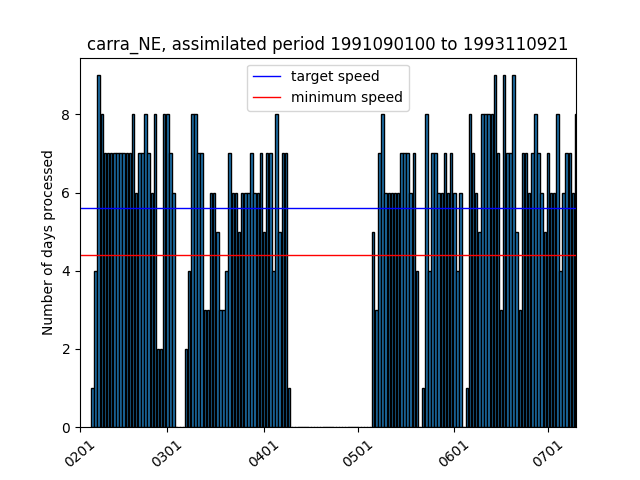 carra_NE, assimilated period 1991090100 to 1993110921
target speed
minimum speed
Number of days processed
8
6
4
2
0
0201
0301
0401
0501
0601
0701